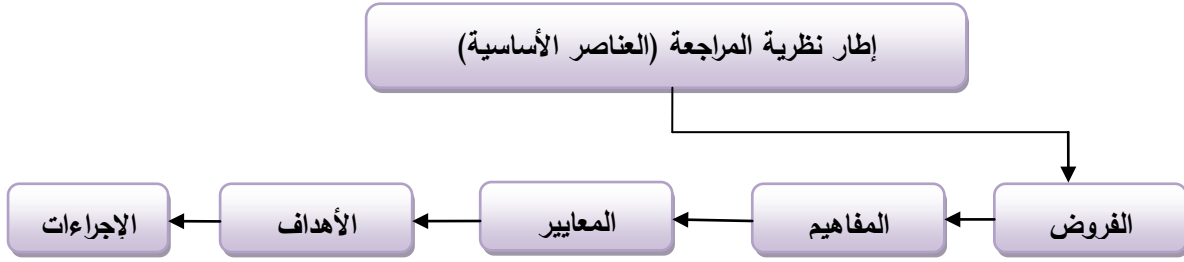 إطار نظرية المراجعة (العناصر الأساسية)
الفروض
المفاهيم
المعايير
الأهداف
الإجراءات